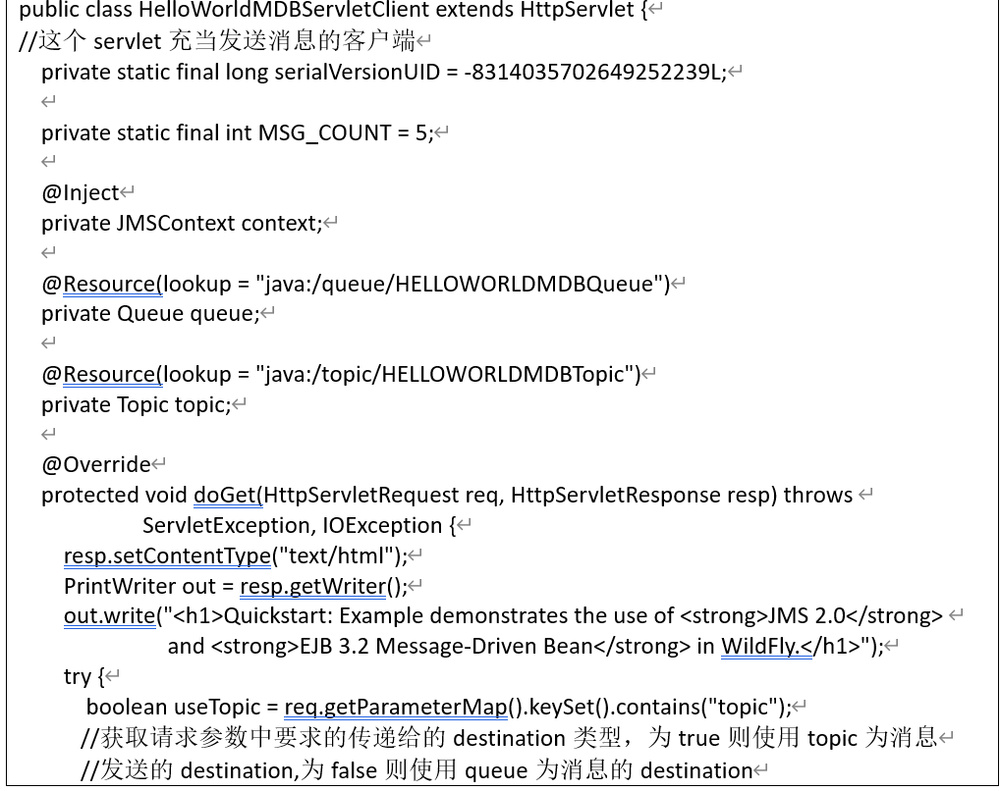 public class HelloWorldMDBServletClient extends HttpServlet {
//这个 servlet 充当发送消息的客户端
private static final long serialVersionUID = -8314035702649252239L;
private static final int MSG_COUNT = 5;
@Inject
private JMSContext context;
@Resource(lookup = "java:/queue/HELLOWORLDMDBQueue")
private Queue queue;
@Resource(lookup = "java:/topic/HELLOWORLDMDBTopic")
private Topic topic;
@Override
protected void doGet(HttpServletRequest req, HttpServletResponse resp) throws
ServletException, IOException {
resp.setContentType("text/html");
PrintWriter out = resp.getWriter();
out.write("<h1>Quickstart: Example demonstrates the use of <strong>JMS 2.0</strong>
and <strong>EJB 3.2 Message-Driven Bean</strong> in WildFly.</h1>");
try {
boolean useTopic = req.getParameterMap().keySet().contains("topic");
//获取请求参数中要求的传递给的 destination 类型，为 true 则使用 topic 为消息
//发送的 destination,为 false 则使用 queue 为消息的 destination